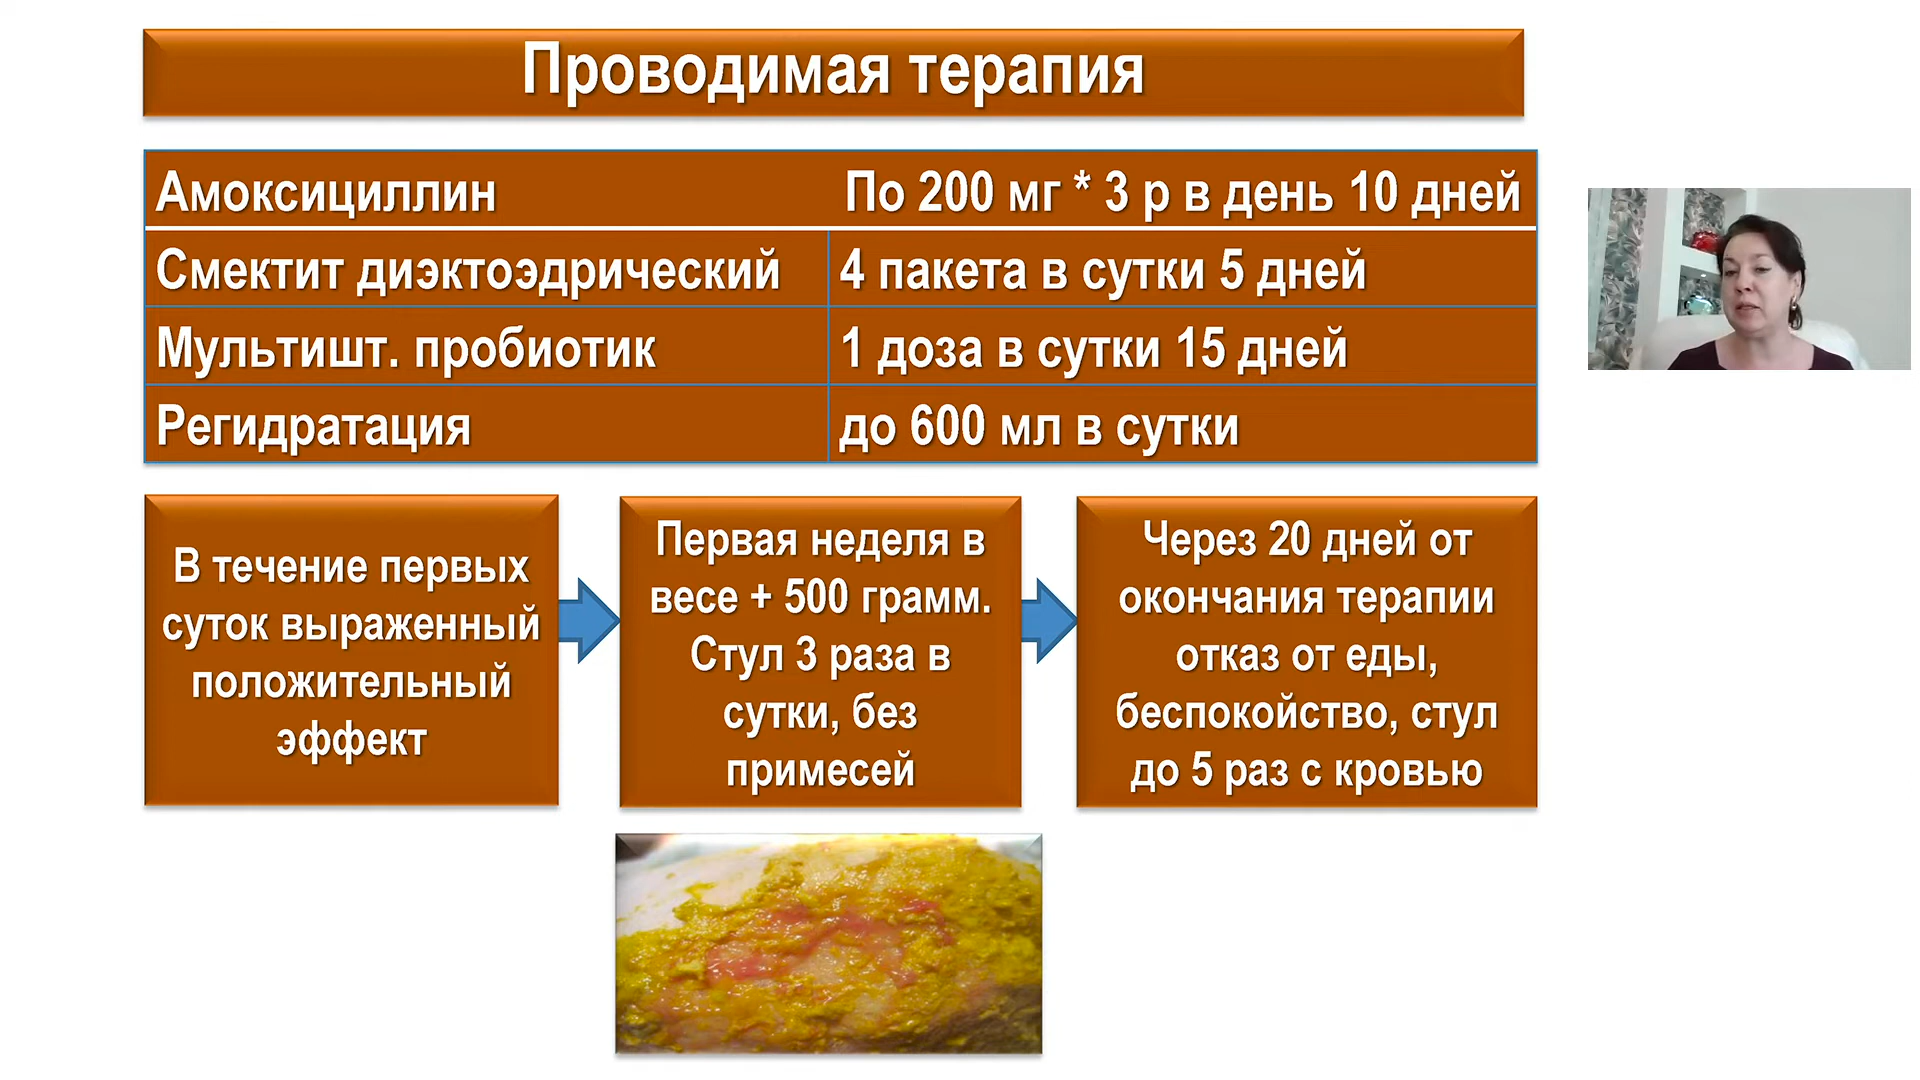 Проводимая терапия
Амоксициллин По 200 мг * 3 р в день 10 дней
Смектит диэктоэдрический 4 пакета в сутки 5 дней
Мультишт. пробиотик 1 доза в сутки 15 дней
Регидратация до 600 мл в сутки
В течение первых
суток выраженный
положительный
эффект
Первая неделя в
весе + 500 грамм.
Стул 3 раза в
сутки, без
примесей
Через 20 дней от
окончания терапии
отказ от еды,
беспокойство, стул
до 5 раз с кровью